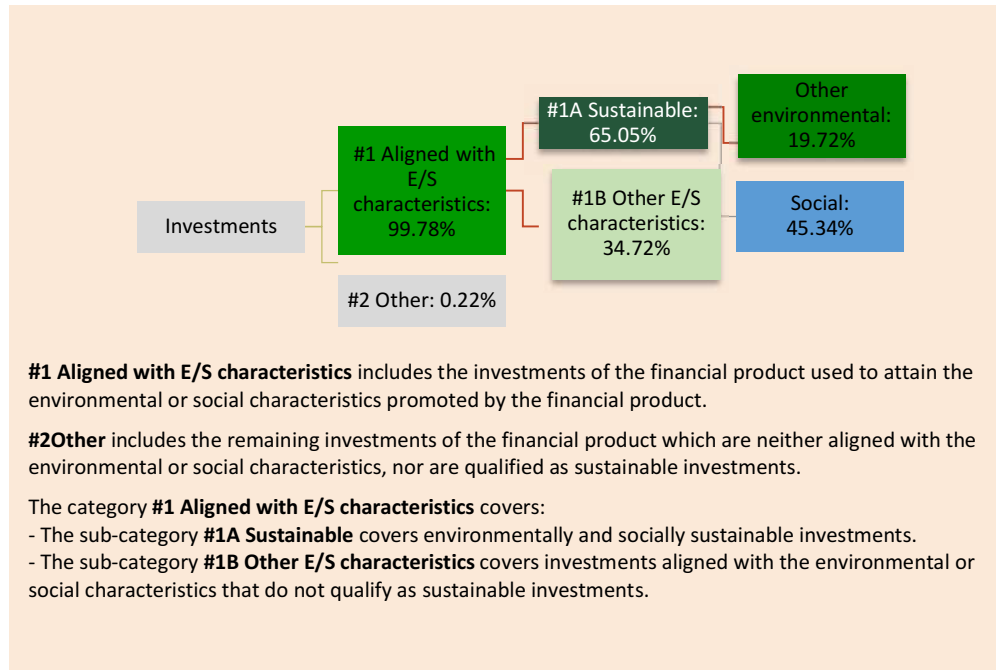 Investments
#1 Aligned with
E/S
characteristics:
99.78%
#2 Other: 0.22%
#1A Sustainable:
65.05%
#1B Other E/S
characteristics:
34.72%
Other
environmental:
19.72%
Social:
45.34%
#1 Aligned with E/S characteristics includes the investments of the financial product used to attain the
environmental or social characteristics promoted by the financial product.
#2Other includes the remaining investments of the financial product which are neither aligned with the
environmental or social characteristics, nor are qualified as sustainable investments.
The category #1 Aligned with E/S characteristics covers:
- The sub-category #1A Sustainable covers environmentally and socially sustainable investments.
- The sub-category #1B Other E/S characteristics covers investments aligned with the environmental or
social characteristics that do not qualify as sustainable investments.